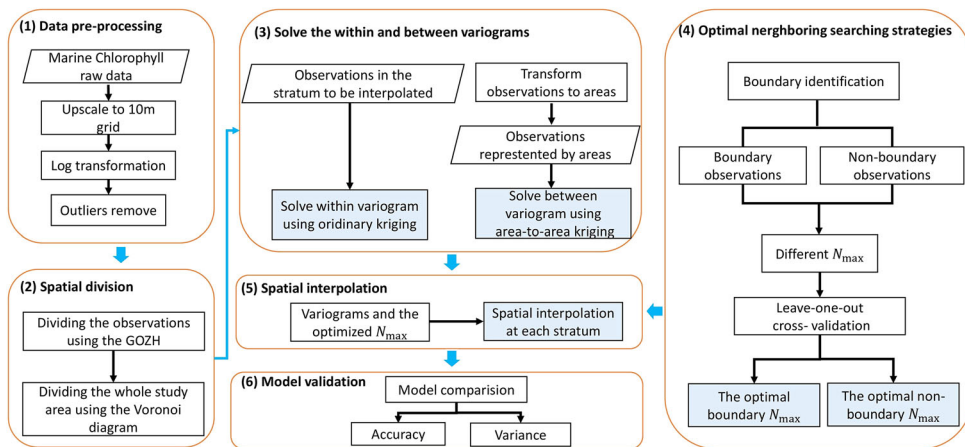 (1) Data pre-processing
Marine Chlorophyll
raw data
Upscale to 10m
grid
Log transformation
Outliers remove
(2) Spatial division
Dividing the observations
using the GOZH
Dividing the whole study
area using the Voronoi
diagram
(3) Solve the within and between variograms
Observations in the
stratum to be interpolated
Solve within variogram
using oridinary kriging
Transform
observations to areas
Observations
represtented by areas
Solve between
variogram using
area-to-area kriging
(4) Optimal nerghboring searching strategies
Boundary identification
Boundary
observations
Non-boundary
observations
Different Nmax
Leave-one-out
cross- validation
The optimal
boundary Nmax
The optimal non-
boundary Nmax
(5) Spatial interpolation
Variograms and the
optimized Nmax
Spatial interpolation
at each stratum
(6) Model validation
Model comparision
Accuracy
Variance